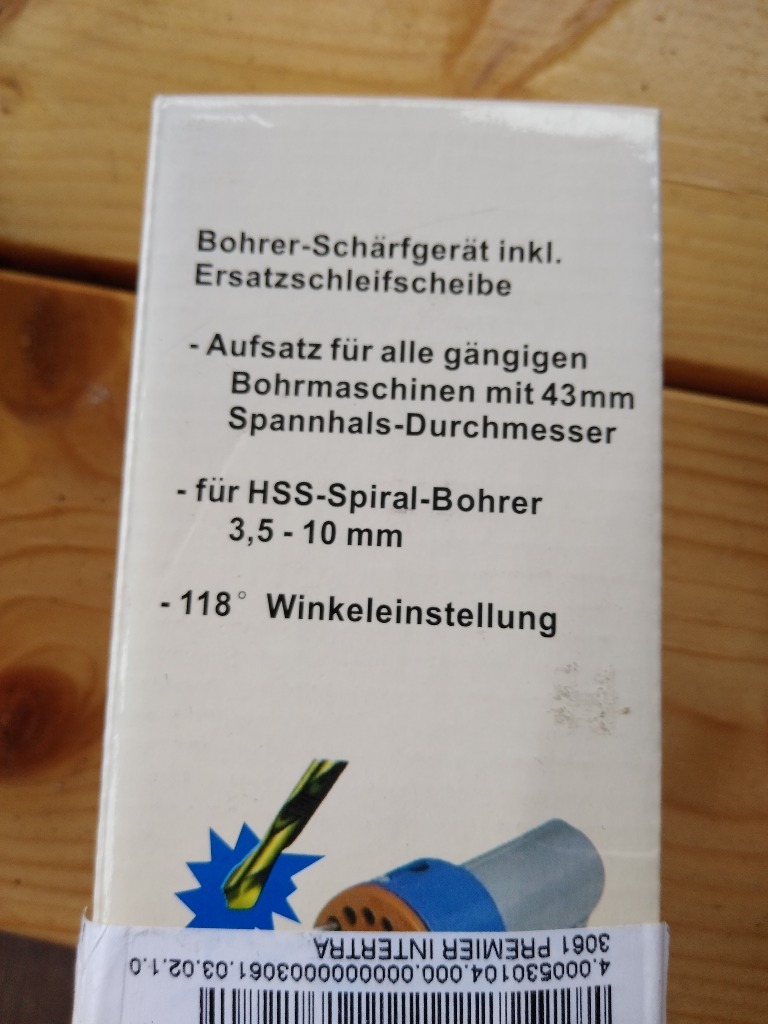 Bohrer-Schärfgerät inkl.
Ersatzschleifscheibe
- Aufsatz für alle gängigen
Bohrmaschinen mit 43mm
Spannhals-Durchmesser
- für HSS-Spiral-Bohrer
3,5 - 10 mm
- 118° Winkeleinstellung
3061 PREMIER INTERTRA
4.000530104.000.0000000003061.03.02.1.0